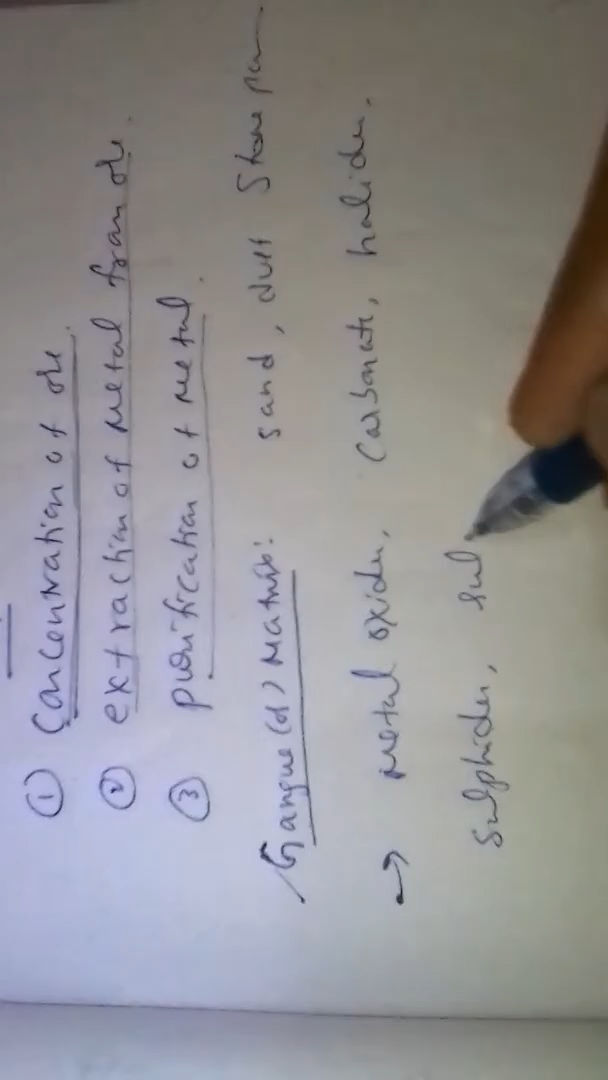 ① Concentration of ore.
② extraction of metal from ore.
③ purification of metal.
Gangue (or) Matrix: sand, dust stone
→ metal oxides, carbonate, halides.
sulphides, sul